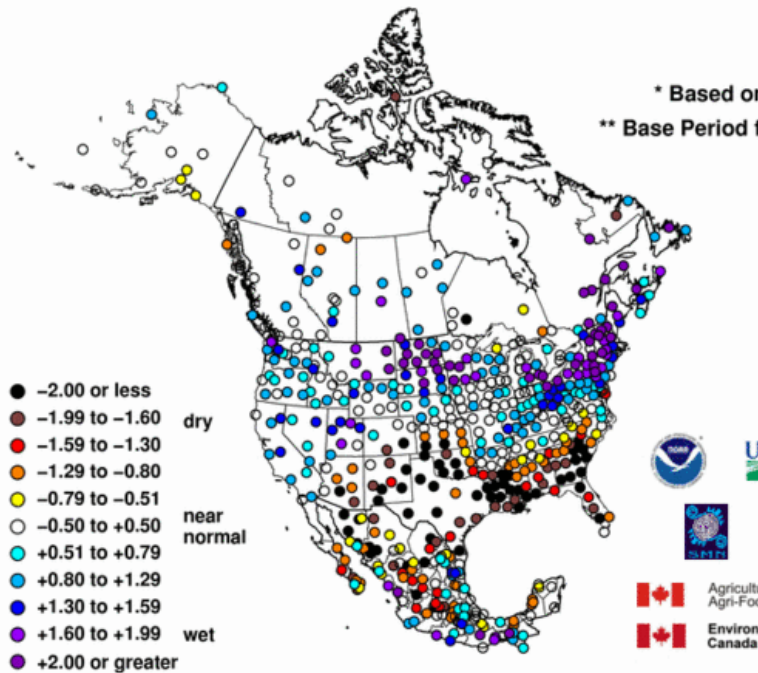 * Based on
** Base Period f
−2.00 or less
−1.99 to −1.60
dry
−1.59 to −1.30
−1.29 to −0.80
−0.79 to −0.51
−0.50 to +0.50
near
normal
+0.51 to +0.79
+0.80 to +1.29
+1.30 to +1.59
+1.60 to +1.99
wet
+2.00 or greater
NOAA
U
SMN
Agricultu
Agri-Foo
Environ
Canada